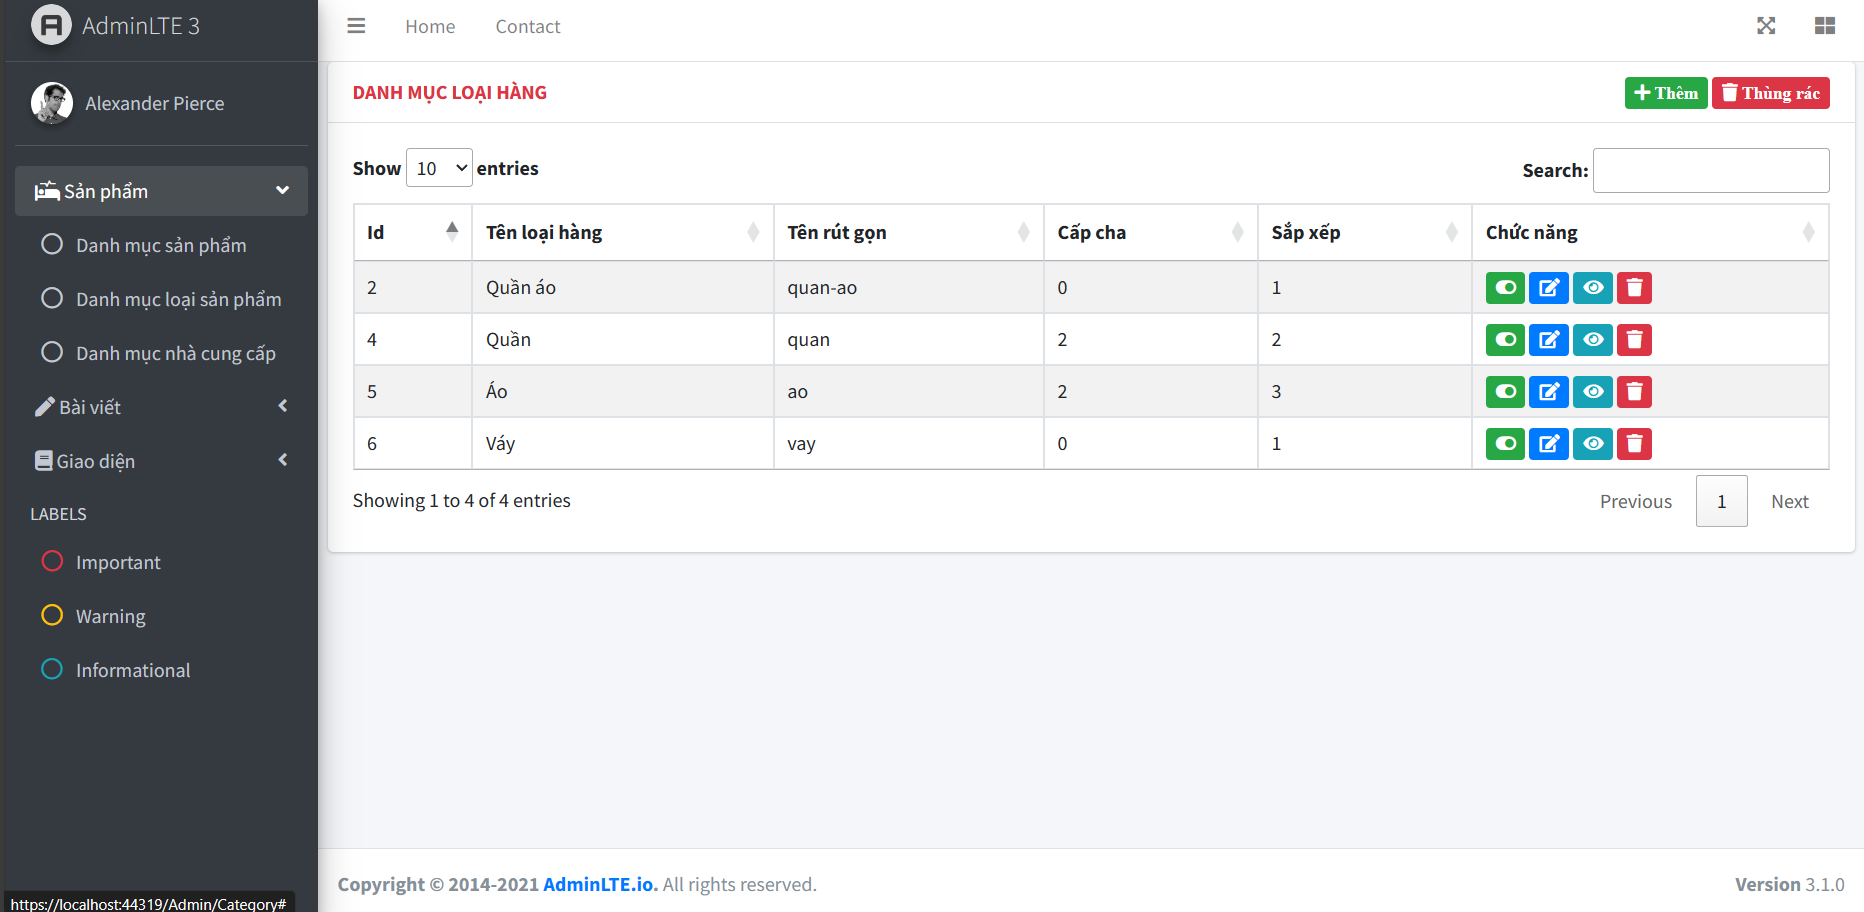 AdminLTE 3
Home Contact
Alexander Pierce
DANH MỤC LOẠI HÀNG
Thêm Thùng rác
Show 10 entries
Search:
Sản phẩm
Danh mục sản phẩm
Danh mục loại sản phẩm
Danh mục nhà cung cấp
Bài viết
Giao diện
LABELS
Important
Warning
Informational
Id Tên loại hàng Tên rút gọn Cấp cha Sắp xếp Chức năng
2 Quần áo quan-ao 0 1
4 Quần quan 2 2
5 Áo ao 2 3
6 Váy vay 0 1
Showing 1 to 4 of 4 entries
Previous 1 Next
Copyright © 2014-2021 AdminLTE.io. All rights reserved.
Version 3.1.0
https://localhost:44319/Admin/Category#